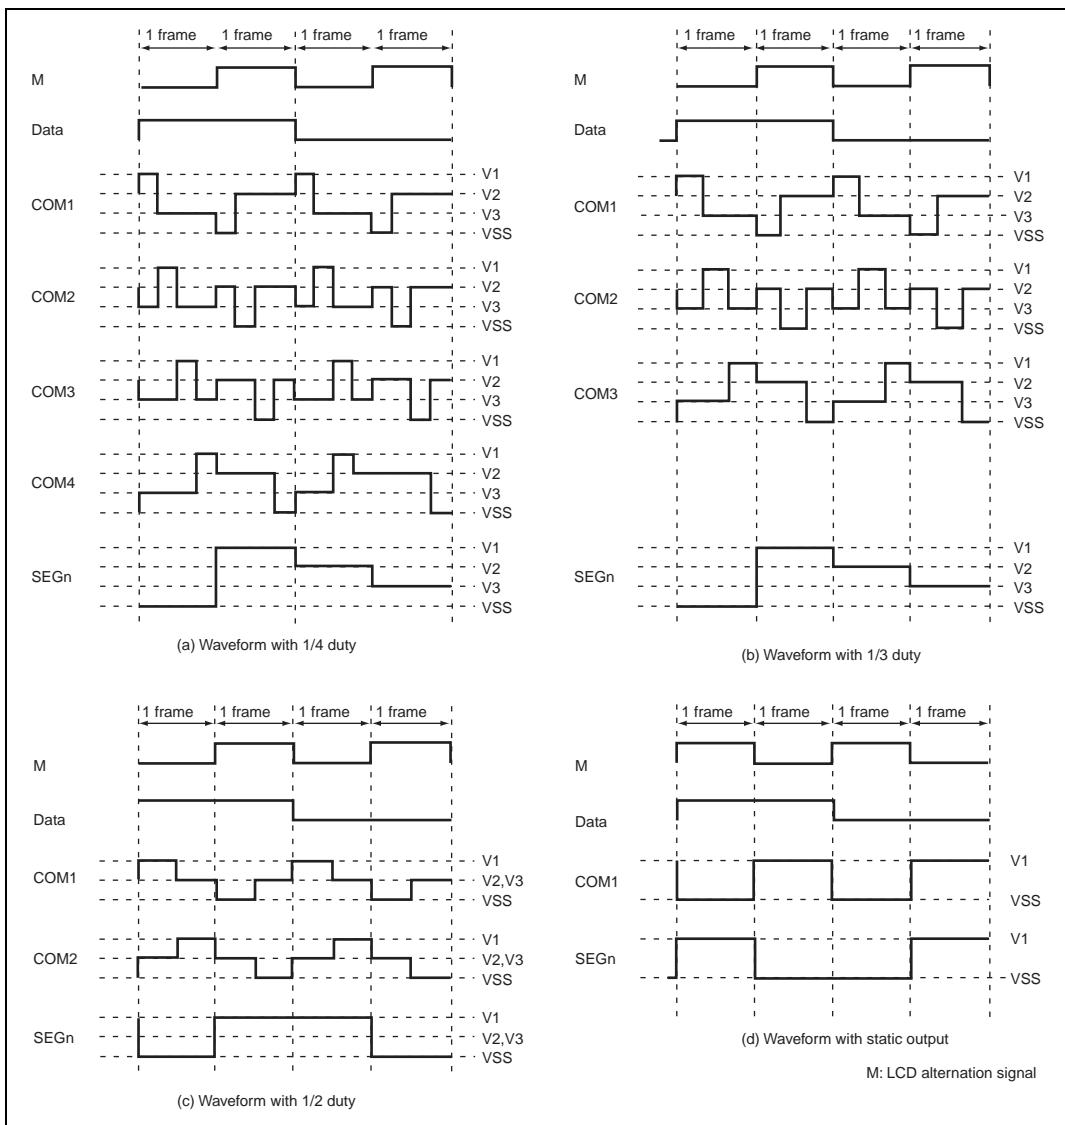 1 frame 1 frame 1 frame 1 frame
M
Data
COM1
V1
V2
V3
VSS
COM2
V1
V2
V3
VSS
COM3
V1
V2
V3
VSS
COM4
V1
V2
V3
VSS
SEGn
V1
V2
V3
VSS
(a) Waveform with 1/4 duty
1 frame 1 frame 1 frame 1 frame
M
Data
COM1
V1
V2
V3
VSS
COM2
V1
V2
V3
VSS
COM3
V1
V2
V3
VSS
SEGn
V1
V2
V3
VSS
(b) Waveform with 1/3 duty
1 frame 1 frame 1 frame 1 frame
M
Data
COM1
V1
V2,V3
VSS
COM2
V1
V2,V3
VSS
SEGn
V1
V2,V3
VSS
(c) Waveform with 1/2 duty
1 frame 1 frame 1 frame 1 frame
M
Data
COM1
V1
VSS
SEGn
V1
VSS
(d) Waveform with static output
M: LCD alternation signal